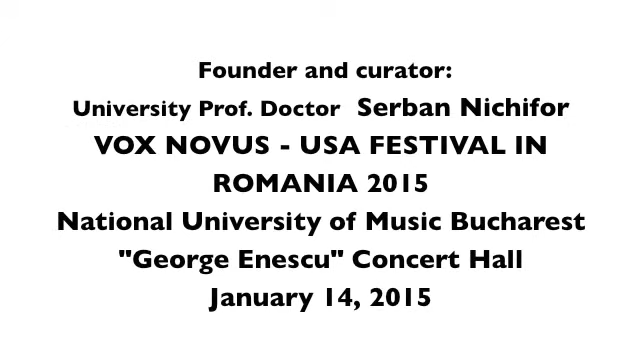 Founder and curator:
University Prof. Doctor Serban Nichifor
VOX NOVUS - USA FESTIVAL IN
ROMANIA 2015
National University of Music Bucharest
"George Enescu" Concert Hall
January 14, 2015